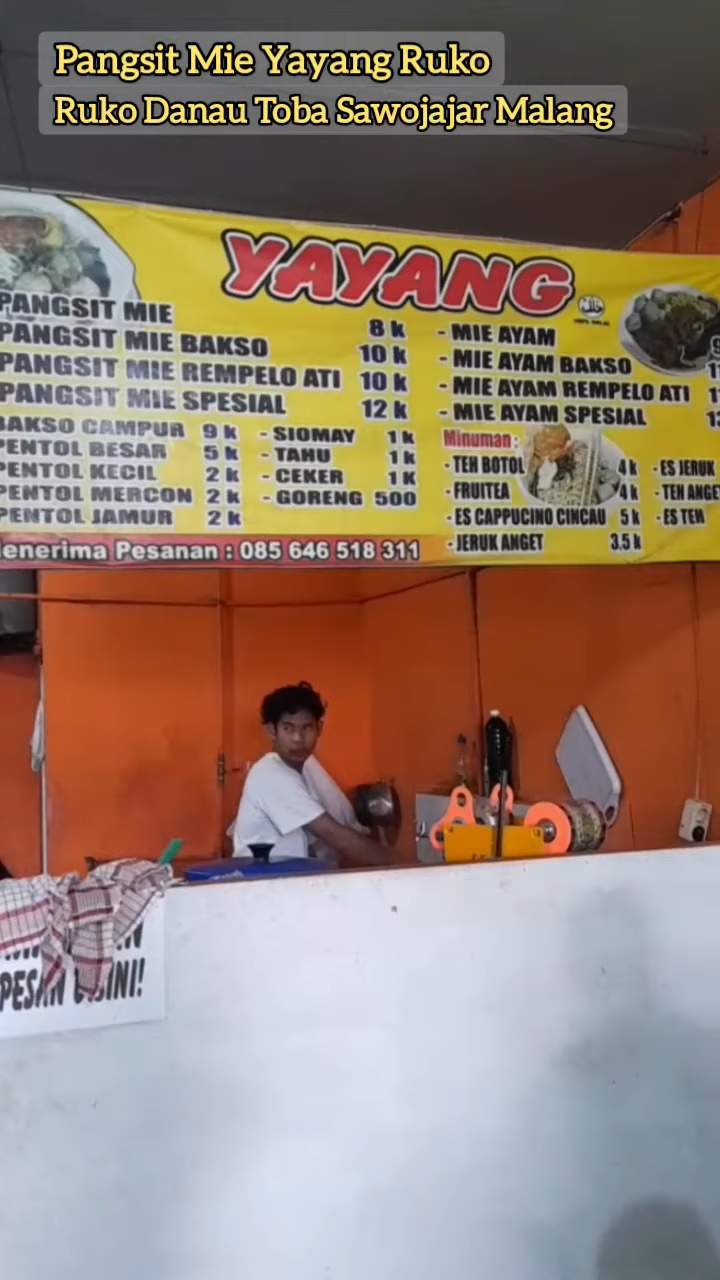 Pangsit Mie Yayang Ruko
Ruko Danau Toba Sawojajar Malang
YAYANG
PANGSIT MIE 8 k
PANGSIT MIE BAKSO 10 k
PANGSIT MIE REMPELO ATI 10 k
PANGSIT MIE SPESIAL 12 k
- MIE AYAM
- MIE AYAM BAKSO
- MIE AYAM REMPELO ATI
- MIE AYAM SPESIAL
BAKSO CAMPUR 9 k
PENTOL BESAR 5 k
PENTOL KECIL 2 k
PENTOL MERCON 2 k
PENTOL JAMUR 2 k
- SIOMAY 1 k
- TAHU 1 k
- CEKER 1 K
- GORENG 500
Minuman :
- TEH BOTOL 4 k
- FRUITEA 4 k
- ES CAPPUCINO CINCAU 5 k
- JERUK ANGET 3.5 k
- ES JERUK
- TEH ANGET
- ES TEH
Menerima Pesanan : 085 646 518 311
PESAN DISINI!